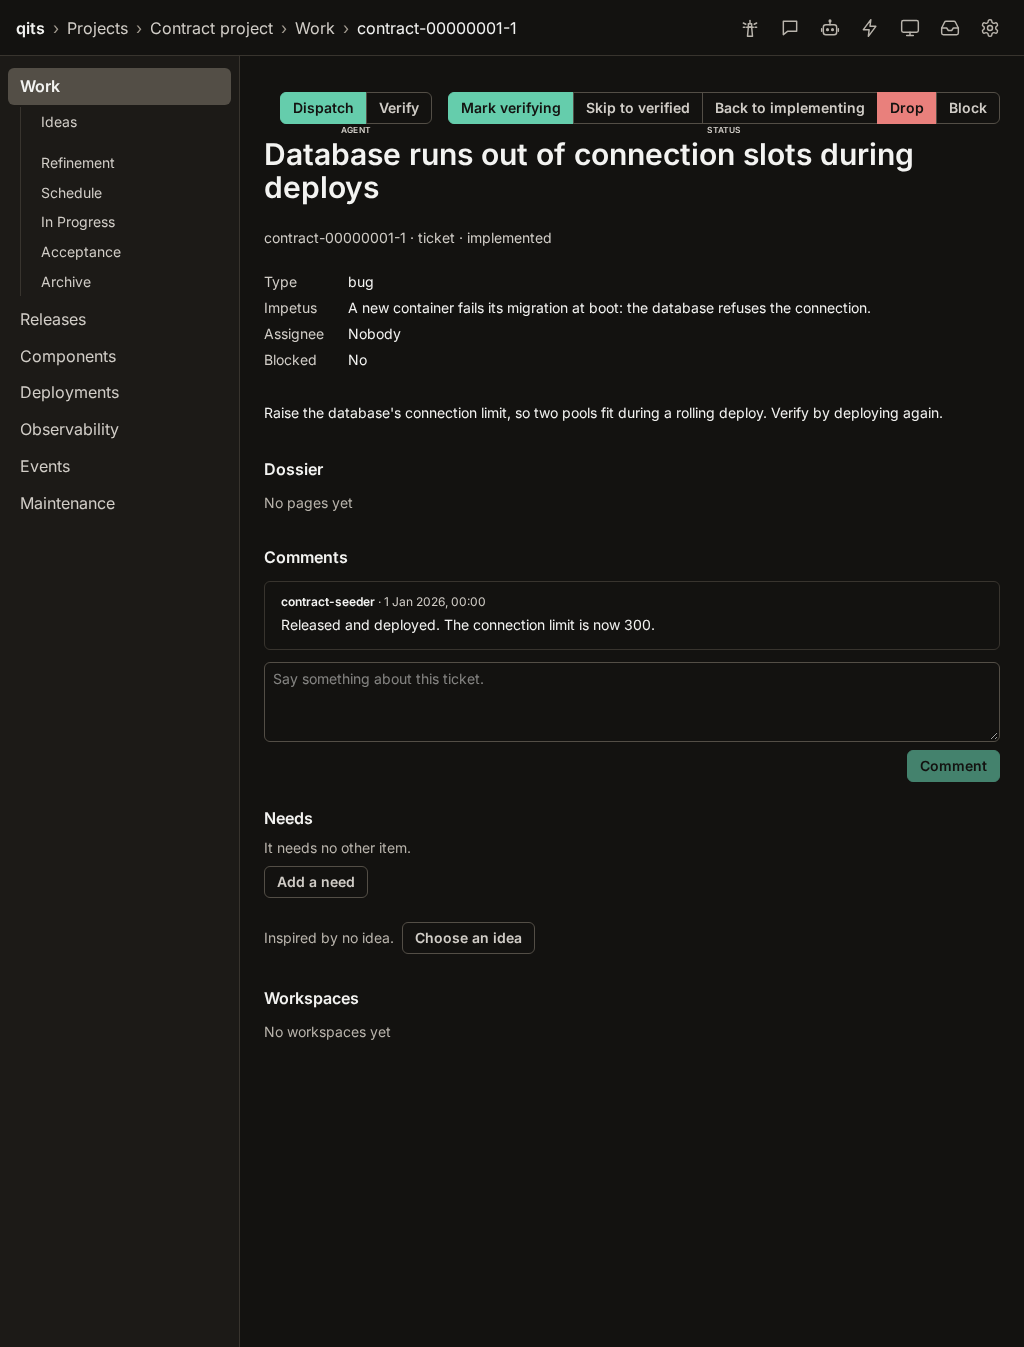 qits › Projects › Contract project › Work › contract-00000001-1
Work
Ideas
Refinement
Schedule
In Progress
Acceptance
Archive
Releases
Components
Deployments
Observability
Events
Maintenance
Dispatch Verify
AGENT
Mark verifying Skip to verified Back to implementing Drop Block
STATUS
Database runs out of connection slots during
deploys
contract-00000001-1 · ticket · implemented
Type bug
Impetus A new container fails its migration at boot: the database refuses the connection.
Assignee Nobody
Blocked No
Raise the database's connection limit, so two pools fit during a rolling deploy. Verify by deploying again.
Dossier
No pages yet
Comments
contract-seeder · 1 Jan 2026, 00:00
Released and deployed. The connection limit is now 300.
Say something about this ticket.
Comment
Needs
It needs no other item.
Add a need
Inspired by no idea. Choose an idea
Workspaces
No workspaces yet